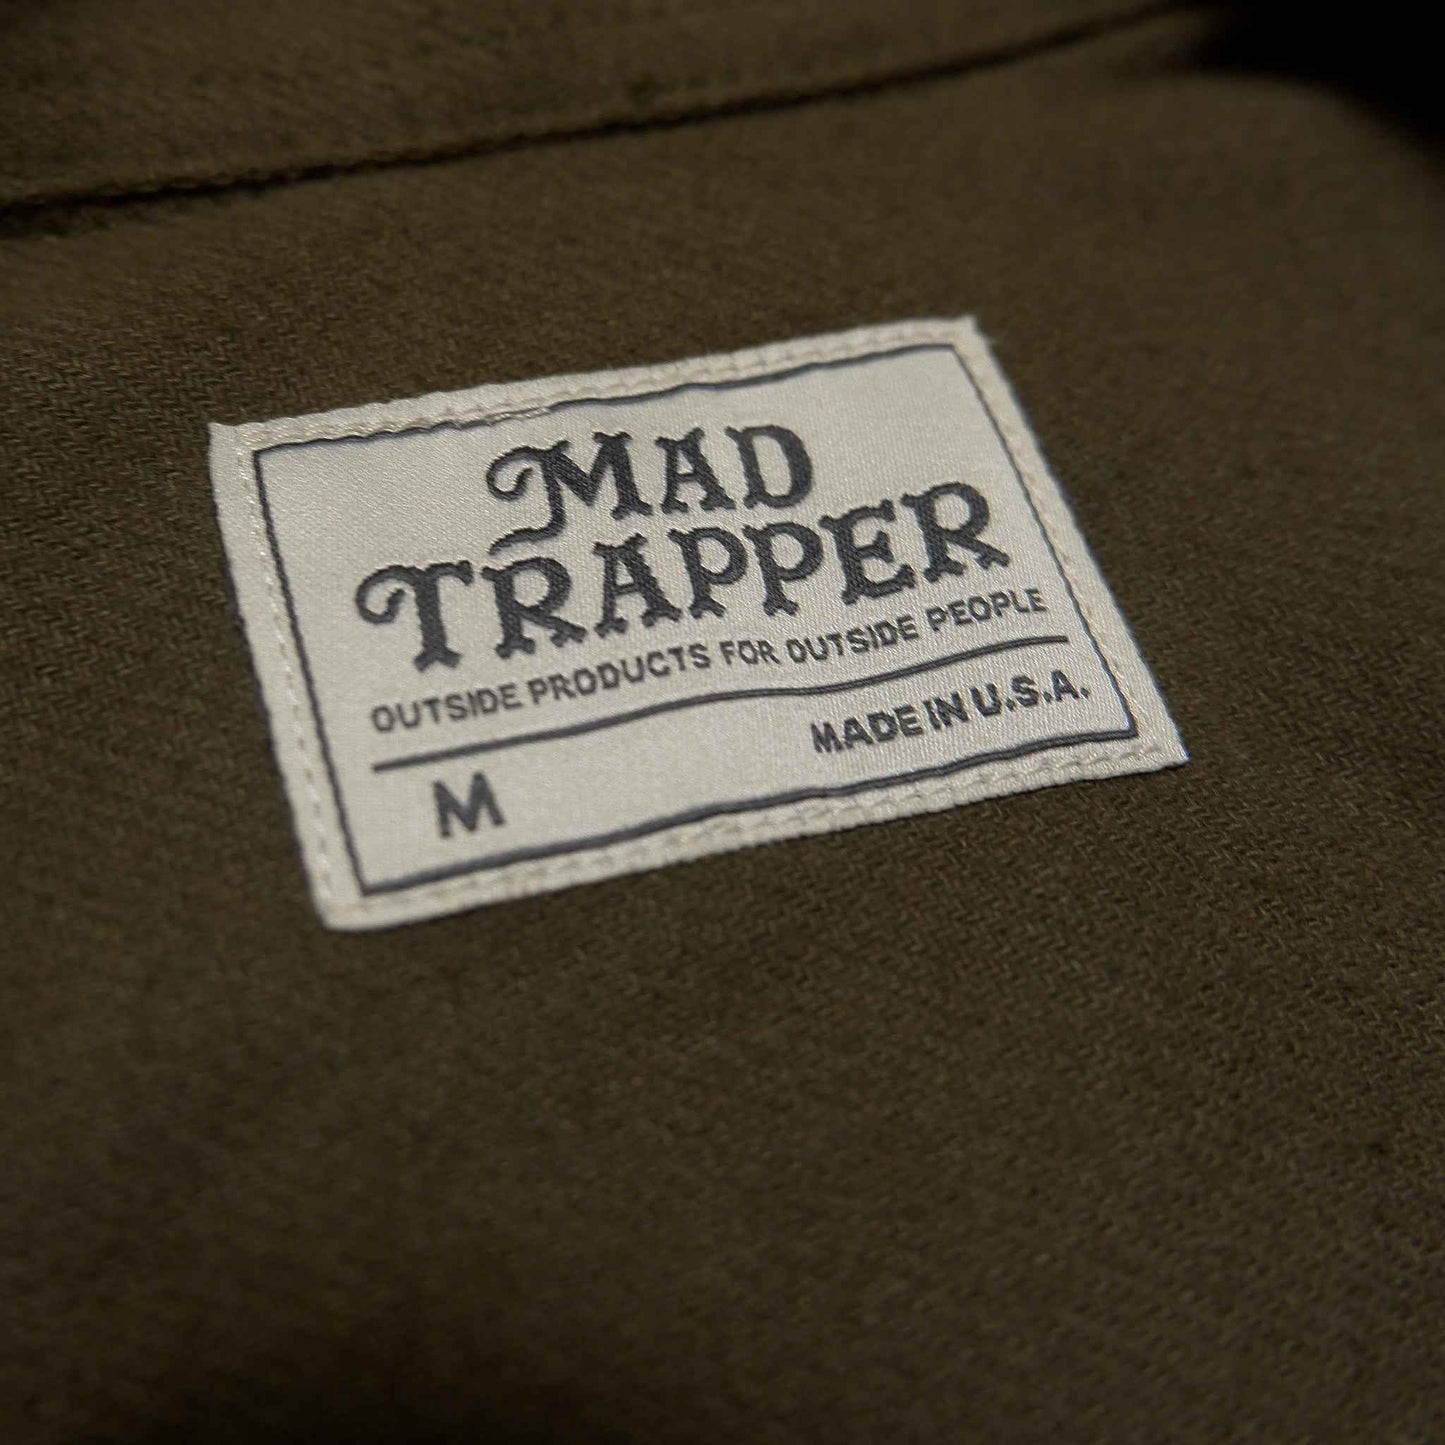 MAD
TRAPPER
OUTSIDE PRODUCTS FOR OUTSIDE PEOPLE
MADE IN U.S.A.
M